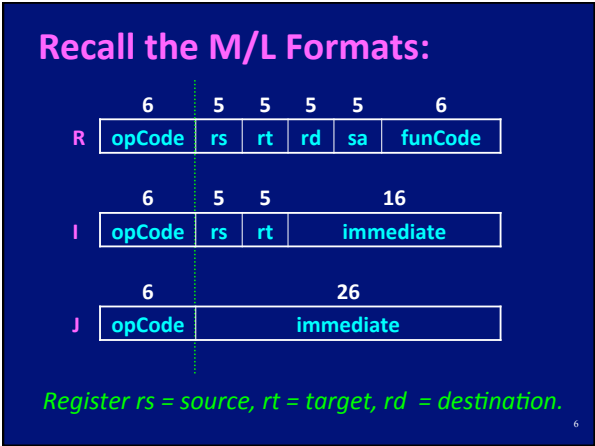 Recall the M/L Formats:
6 5 5 5 5 6
R opCode rs rt rd sa funCode
6 5 5 16
I opCode rs rt immediate
6 26
J opCode immediate
Register rs = source, rt = target, rd = destination.
6